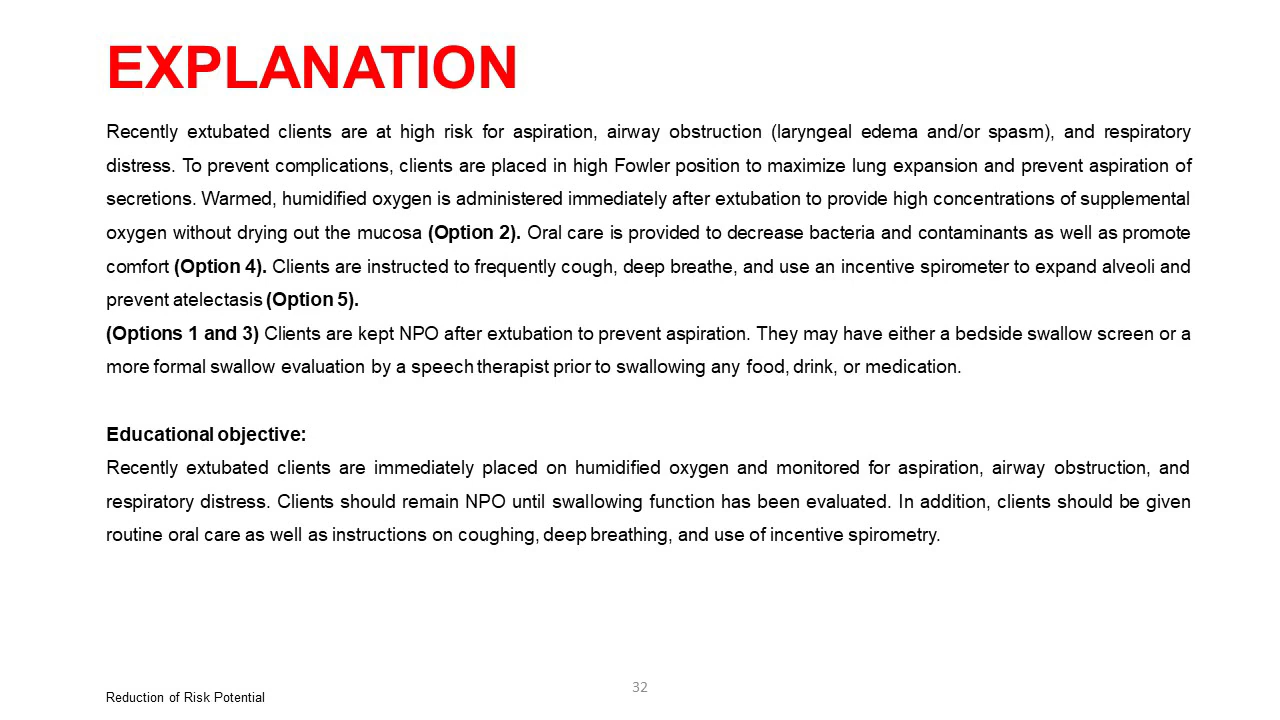 EXPLANATION
Recently extubated clients are at high risk for aspiration, airway obstruction (laryngeal edema and/or spasm), and respiratory
distress. To prevent complications, clients are placed in high Fowler position to maximize lung expansion and prevent aspiration of
secretions. Warmed, humidified oxygen is administered immediately after extubation to provide high concentrations of supplemental
oxygen without drying out the mucosa (Option 2). Oral care is provided to decrease bacteria and contaminants as well as promote
comfort (Option 4). Clients are instructed to frequently cough, deep breathe, and use an incentive spirometer to expand alveoli and
prevent atelectasis (Option 5).
(Options 1 and 3) Clients are kept NPO after extubation to prevent aspiration. They may have either a bedside swallow screen or a
more formal swallow evaluation by a speech therapist prior to swallowing any food, drink, or medication.
Educational objective:
Recently extubated clients are immediately placed on humidified oxygen and monitored for aspiration, airway obstruction, and
respiratory distress. Clients should remain NPO until swallowing function has been evaluated. In addition, clients should be given
routine oral care as well as instructions on coughing, deep breathing, and use of incentive spirometry.
32
Reduction of Risk Potential